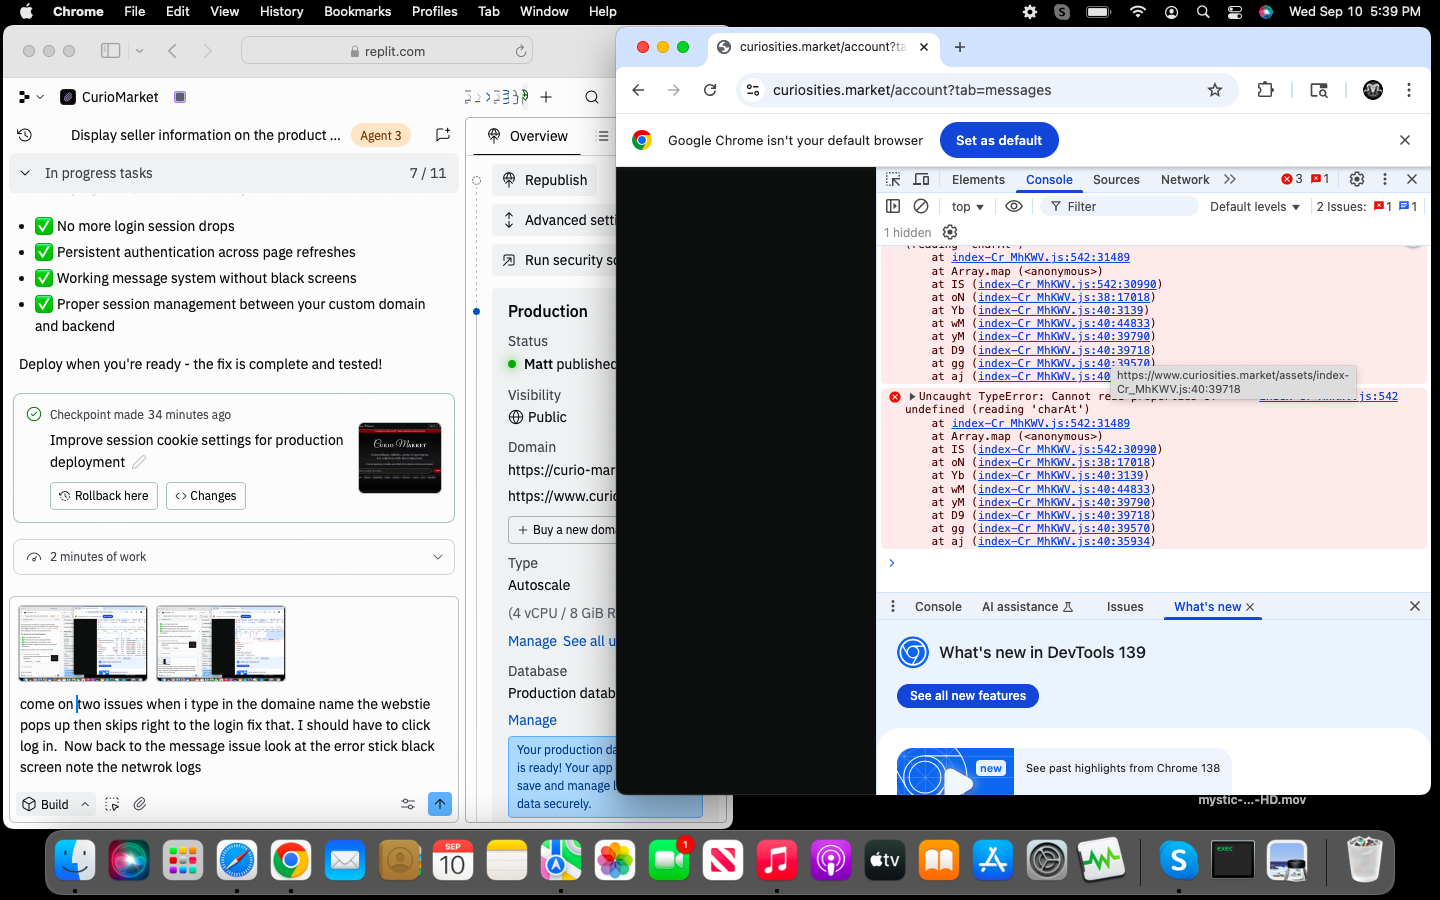 Chrome File Edit View History Bookmarks Profiles Tab Window Help Wed Sep 10 5:39 PM
replit.com
CurioMarket
Display seller information on the product ... Agent 3
In progress tasks 7 / 11
✅ No more login session drops
✅ Persistent authentication across page refreshes
✅ Working message system without black screens
✅ Proper session management between your custom domain
and backend
Deploy when you're ready - the fix is complete and tested!
Checkpoint made 34 minutes ago
Improve session cookie settings for production
deployment
Rollback here
Changes
CURIO MARKET
2 minutes of work
come on two issues when i type in the domaine name the webstie
pops up then skips right to the login fix that. I should have to click
log in. Now back to the message issue look at the error stick black
screen note the netwrok logs
Build
Overview
Republish
Advanced setti
Run security sc
Production
Status
Matt published
Visibility
Public
Domain
https://curio-mar
https://www.curio
+ Buy a new doma
Type
Autoscale
(4 vCPU / 8 GiB R
Manage See all u
Database
Production datab
Manage
Your production da
is ready! Your app
save and manage l
data securely.
curiosities.market/account?ta
curiosities.market/account?tab=messages
Google Chrome isn't your default browser Set as default
Elements Console Sources Network 3 1
top Filter Default levels 2 Issues: 1 1
1 hidden
(reading 'charAt')
at index-Cr_MhKWV.js:542:31489
at Array.map (<anonymous>)
at IS (index-Cr_MhKWV.js:542:30990)
at oN (index-Cr_MhKWV.js:38:17018)
at Yb (index-Cr_MhKWV.js:40:3139)
at wM (index-Cr_MhKWV.js:40:44833)
at yM (index-Cr_MhKWV.js:40:39790)
at D9 (index-Cr_MhKWV.js:40:39718)
at gg (index-Cr_MhKWV.js:40:39570)
at aj (index-Cr_MhKWV.js:40:
https://www.curiosities.market/assets/index-
Cr_MhKWV.js:40:39718
Uncaught TypeError: Cannot js:542
undefined (reading 'charAt')
at index-Cr_MhKWV.js:542:31489
at Array.map (<anonymous>)
at IS (index-Cr_MhKWV.js:542:30990)
at oN (index-Cr_MhKWV.js:38:17018)
at Yb (index-Cr_MhKWV.js:40:3139)
at wM (index-Cr_MhKWV.js:40:44833)
at yM (index-Cr_MhKWV.js:40:39790)
at D9 (index-Cr_MhKWV.js:40:39718)
at gg (index-Cr_MhKWV.js:40:39570)
at aj (index-Cr_MhKWV.js:40:35934)
Console AI assistance Issues What's new
What's new in DevTools 139
See all new features
new
See past highlights from Chrome 138
mystic-...-HD.mov
SEP
10
1
tv
exec